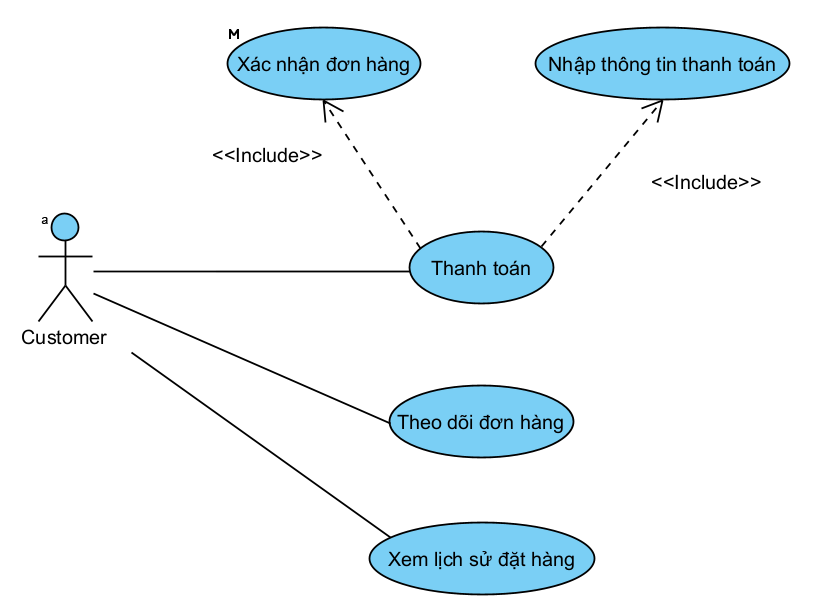 M
Xác nhận đơn hàng
Nhập thông tin thanh toán
<<Include>>
<<Include>>
a
Thanh toán
Customer
Theo dõi đơn hàng
Xem lịch sử đặt hàng